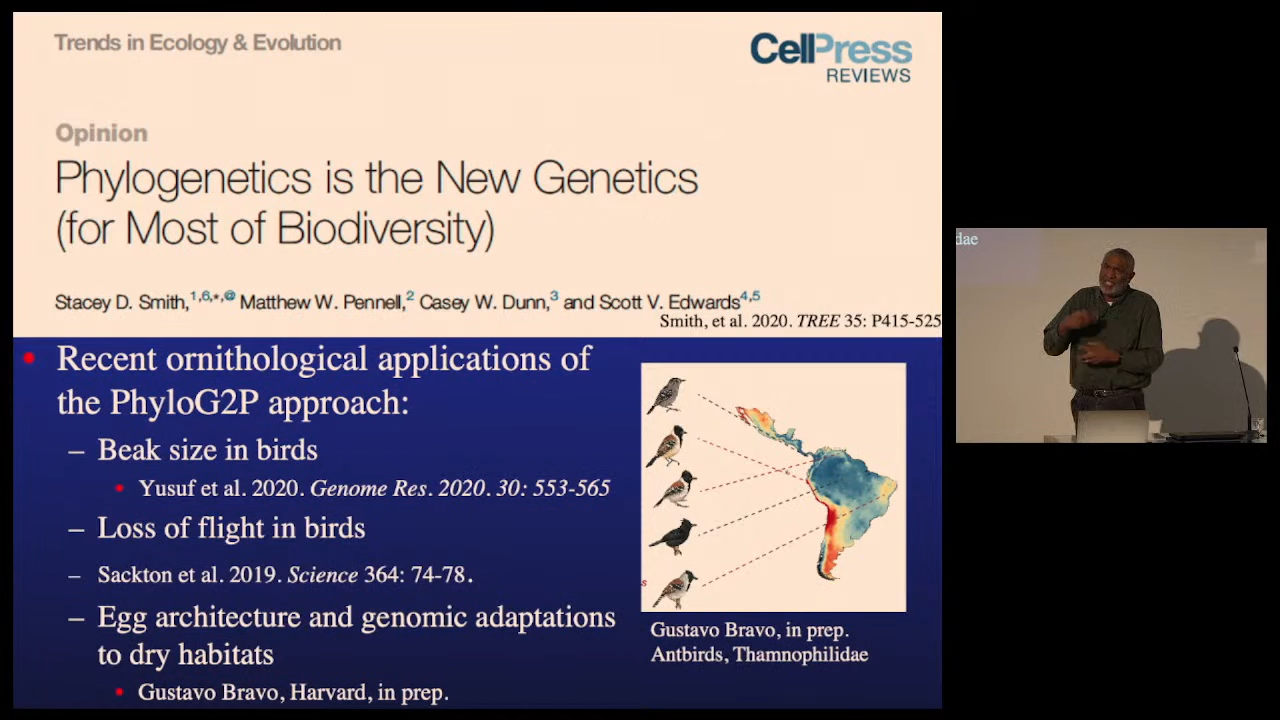 Trends in Ecology & Evolution
CellPress
REVIEWS
Opinion
Phylogenetics is the New Genetics
(for Most of Biodiversity)
Stacey D. Smith,1,6,*,@ Matthew W. Pennell,2 Casey W. Dunn,3 and Scott V. Edwards4,5
Smith, et al. 2020. TREE 35: P415-525
• Recent ornithological applications of
the PhyloG2P approach:
– Beak size in birds
• Yusuf et al. 2020. Genome Res. 2020. 30: 553-565
– Loss of flight in birds
– Sackton et al. 2019. Science 364: 74-78.
– Egg architecture and genomic adaptations
to dry habitats
• Gustavo Bravo, Harvard, in prep.
s
Gustavo Bravo, in prep.
Antbirds, Thamnophilidae
dae